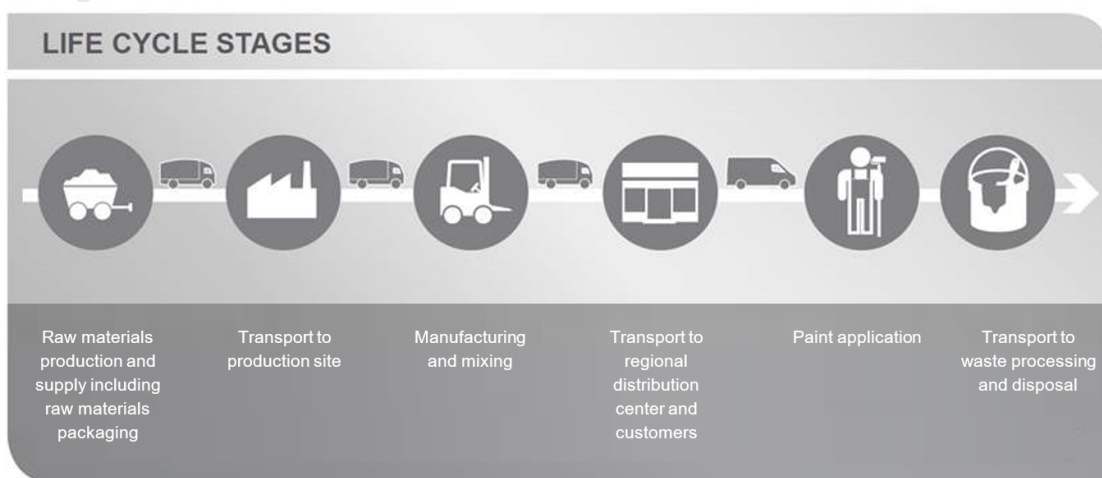 LIFE CYCLE STAGES
Raw materials
production and
supply including
raw materials
packaging
Transport to
production site
Manufacturing
and mixing
Transport to
regional
distribution
center and
customers
Paint application
Transport to
waste processing
and disposal